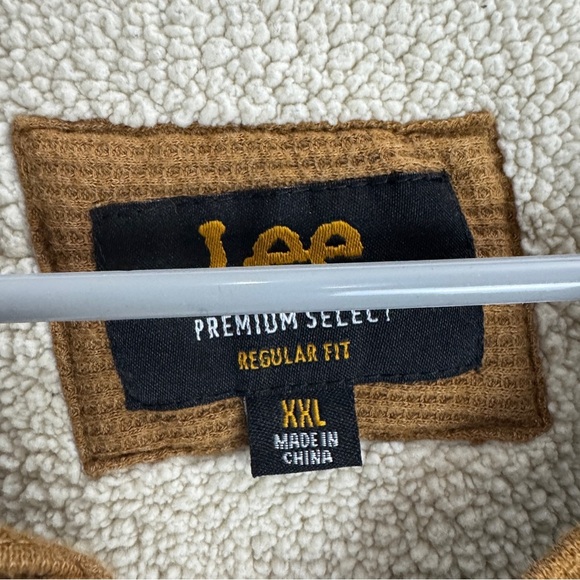 Lee
PREMIUM SELECT
REGULAR FIT
XXL
MADE IN
CHINA